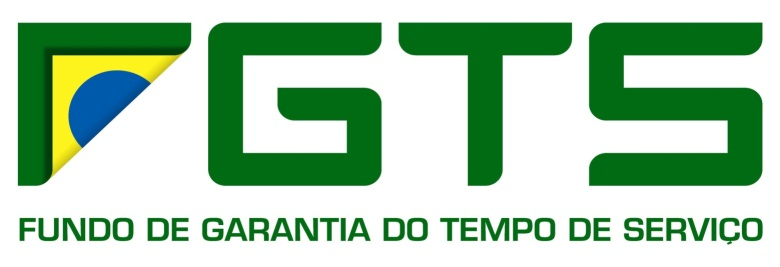 FGTS
FUNDO DE GARANTIA DO TEMPO DE SERVIÇO